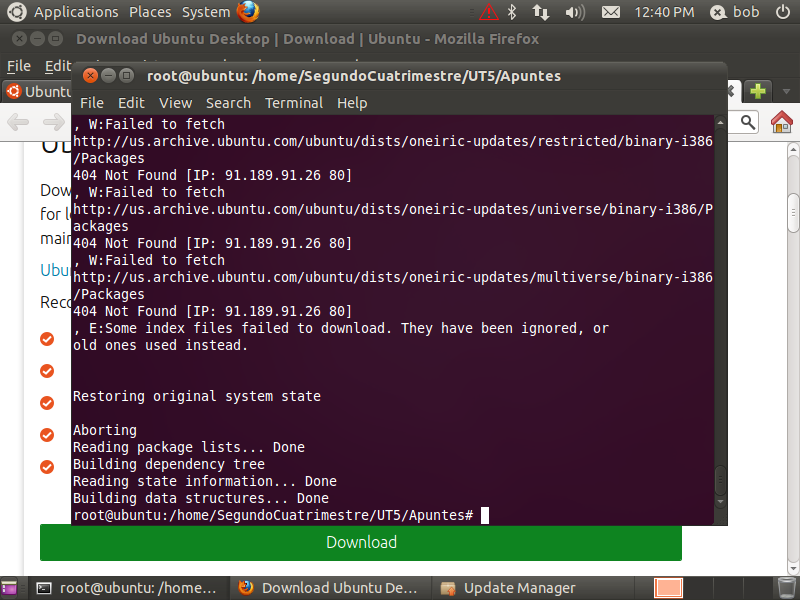 Applications Places System 12:40 PM bob
Download Ubuntu Desktop | Download | Ubuntu - Mozilla Firefox
File Edit
root@ubuntu: /home/SegundoCuatrimestre/UT5/Apuntes
Ubuntu
File Edit View Search Terminal Help
, W:Failed to fetch
http://us.archive.ubuntu.com/ubuntu/dists/oneiric-updates/restricted/binary-i386
/Packages
404 Not Found [IP: 91.189.91.26 80]
, W:Failed to fetch
http://us.archive.ubuntu.com/ubuntu/dists/oneiric-updates/universe/binary-i386/P
ackages
404 Not Found [IP: 91.189.91.26 80]
, W:Failed to fetch
http://us.archive.ubuntu.com/ubuntu/dists/oneiric-updates/multiverse/binary-i386
/Packages
404 Not Found [IP: 91.189.91.26 80]
, E:Some index files failed to download. They have been ignored, or
old ones used instead.
Restoring original system state
Aborting
Reading package lists... Done
Building dependency tree
Reading state information... Done
Building data structures... Done
root@ubuntu:/home/SegundoCuatrimestre/UT5/Apuntes#
Dow
for l
main
Ubu
Reco
Download
root@ubuntu: /home... Download Ubuntu De... Update Manager